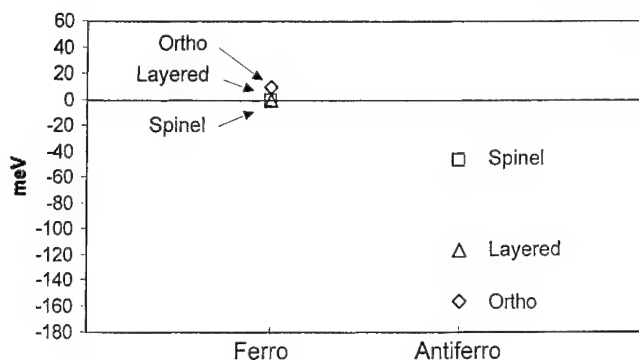 60
Ortho
40
20
Layered
0
Spinel
-20
-40
Spinel
-60
meV
-80
-100
-120
Layered
-140
-160
Ortho
-180
Ferro
Antiferro